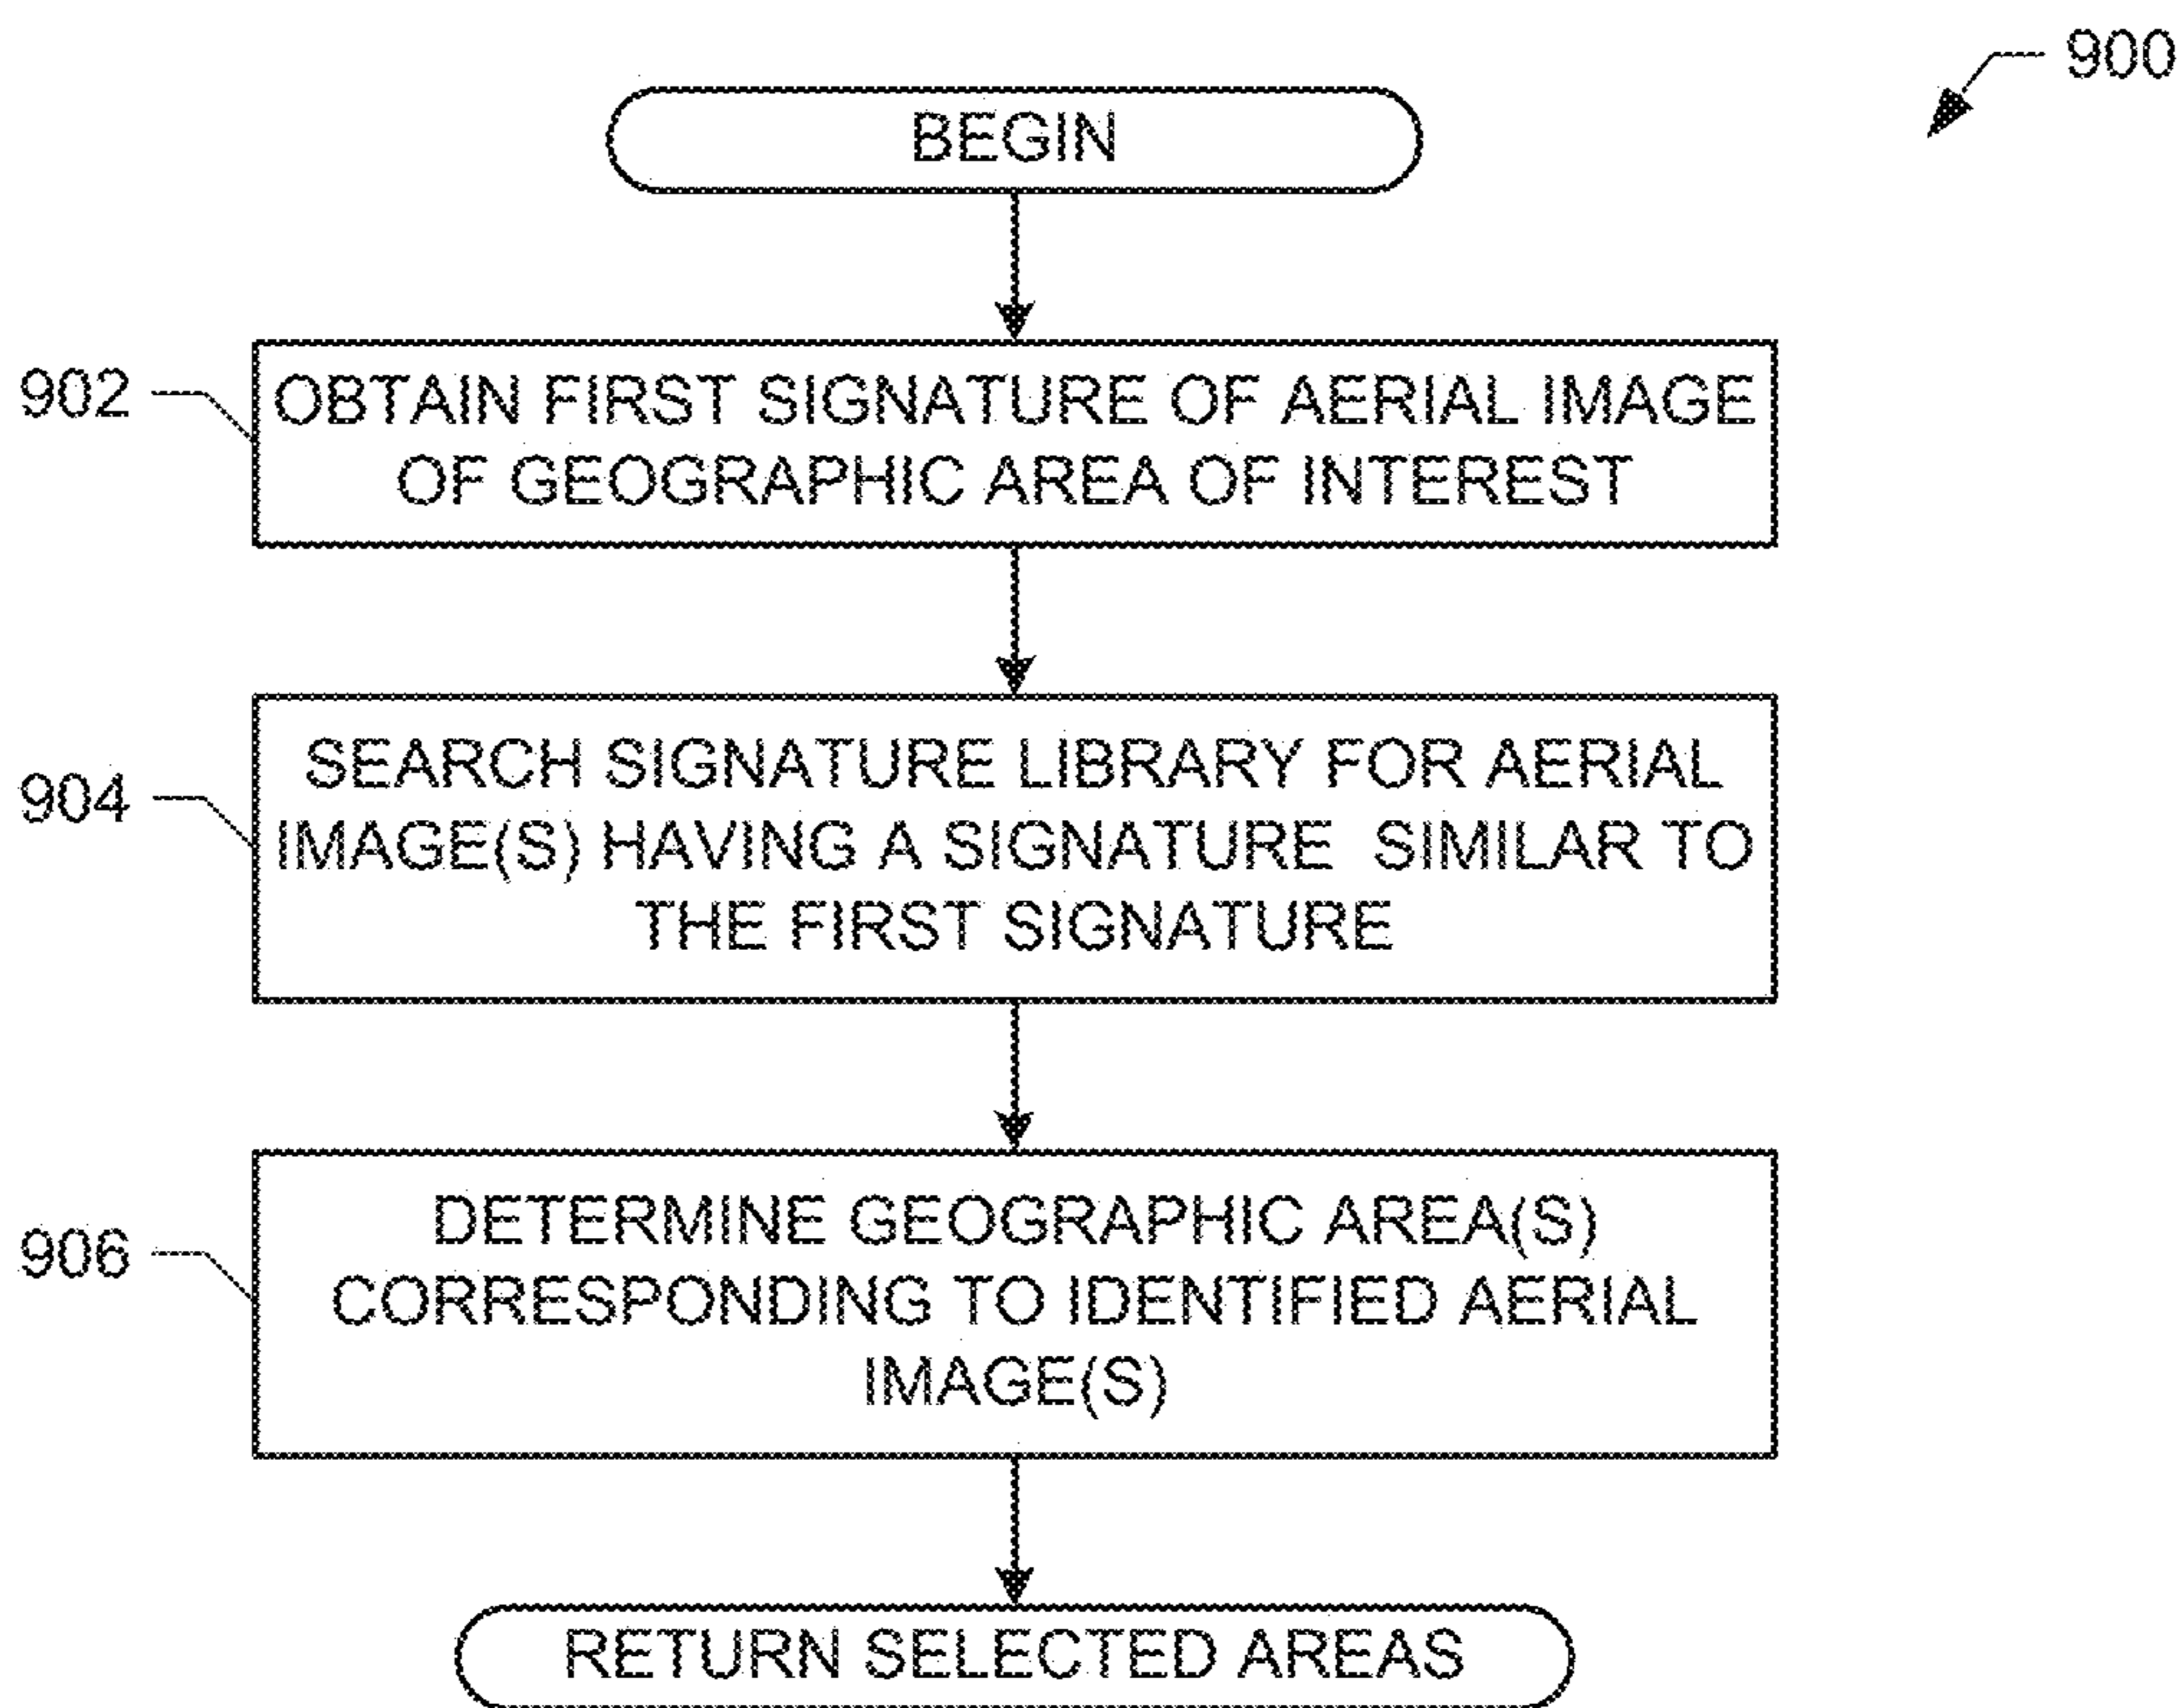 900
BEGIN
902
OBTAIN FIRST SIGNATURE OF AERIAL IMAGE
OF GEOGRAPHIC AREA OF INTEREST
904
SEARCH SIGNATURE LIBRARY FOR AERIAL
IMAGE(S) HAVING A SIGNATURE SIMILAR TO
THE FIRST SIGNATURE
906
DETERMINE GEOGRAPHIC AREA(S)
CORRESPONDING TO IDENTIFIED AERIAL
IMAGE(S)
RETURN SELECTED AREAS